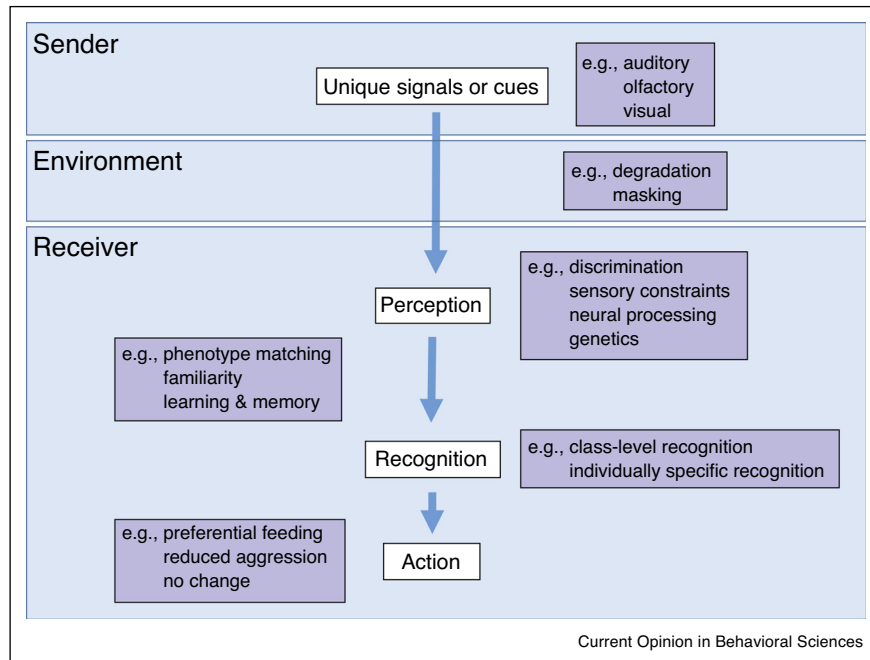 Sender
Unique signals or cues
e.g., auditory
olfactory
visual
Environment
e.g., degradation
masking
Receiver
Perception
e.g., discrimination
sensory constraints
neural processing
genetics
e.g., phenotype matching
familiarity
learning & memory
Recognition
e.g., class-level recognition
individually specific recognition
e.g., preferential feeding
reduced aggression
no change
Action
Current Opinion in Behavioral Sciences